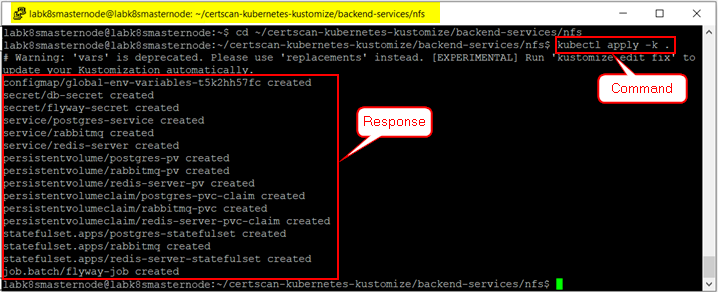 labk8smasternode@labk8smasternode: ~/certscan-kubernetes-kustomize/backend-services/nfs
labk8smasternode@labk8smasternode:~$ cd ~/certscan-kubernetes-kustomize/backend-services/nfs
labk8smasternode@labk8smasternode:~/certscan-kubernetes-kustomize/backend-services/nfs$ kubectl apply -k .
# Warning: 'vars' is deprecated. Please use 'replacements' instead. [EXPERIMENTAL] Run 'kustomize edit fix' to
update your Kustomization automatically.
Command
configmap/global-env-variables-t5k2hh57fc created
secret/db-secret created
secret/flyway-secret created
service/postgres-service created
Response
service/rabbitmq created
service/redis-server created
persistentvolume/postgres-pv created
persistentvolume/rabbitmq-pv created
persistentvolume/redis-server-pv created
persistentvolumeclaim/postgres-pvc-claim created
persistentvolumeclaim/rabbitmq-pvc created
persistentvolumeclaim/redis-server-pvc-claim created
statefulset.apps/postgres-statefulset created
statefulset.apps/rabbitmq created
statefulset.apps/redis-server-statefulset created
job.batch/flyway-job created
labk8smasternode@labk8smasternode:~/certscan-kubernetes-kustomize/backend-services/nfs$